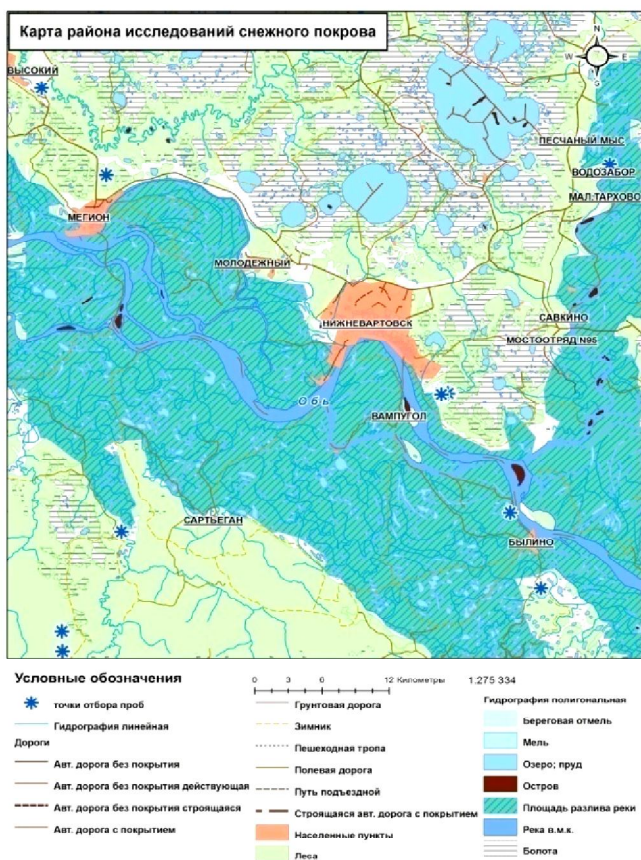 Карта района исследований снежного покрова
N
W E
G
ВЫСОКИЙ
ПЕСЧАНЫЙ МЫС
ВОДОЗАБОР
МАЛ.ТАРХОВО
МЕГИОН
МОЛОДЕЖНЫЙ
НИЖНЕВАРТОВСК
САВКИНО
МОСТООТРЯД №95
Обь
ВАМПУГОЛ
САРТЬЕГАН
БЫЛИНО
Условные обозначения
точки отбора проб
Гидрография линейная
Дороги
Авт. дорога без покрытия
Авт. дорога без покрытия действующая
Авт. дорога без покрытия строящаяся
Авт. дорога с покрытием
0 3 6 12 Километры
1:275 334
Грунтовая дорога
Зимник
Пешеходная тропа
Полевая дорога
Путь подъездной
Строящаяся авт. дорога с покрытием
Населенные пункты
Леса
Гидрография полигональная
Береговая отмель
Мель
Озеро; пруд
Остров
Площадь разлива реки
Река в.м.к.
Болота